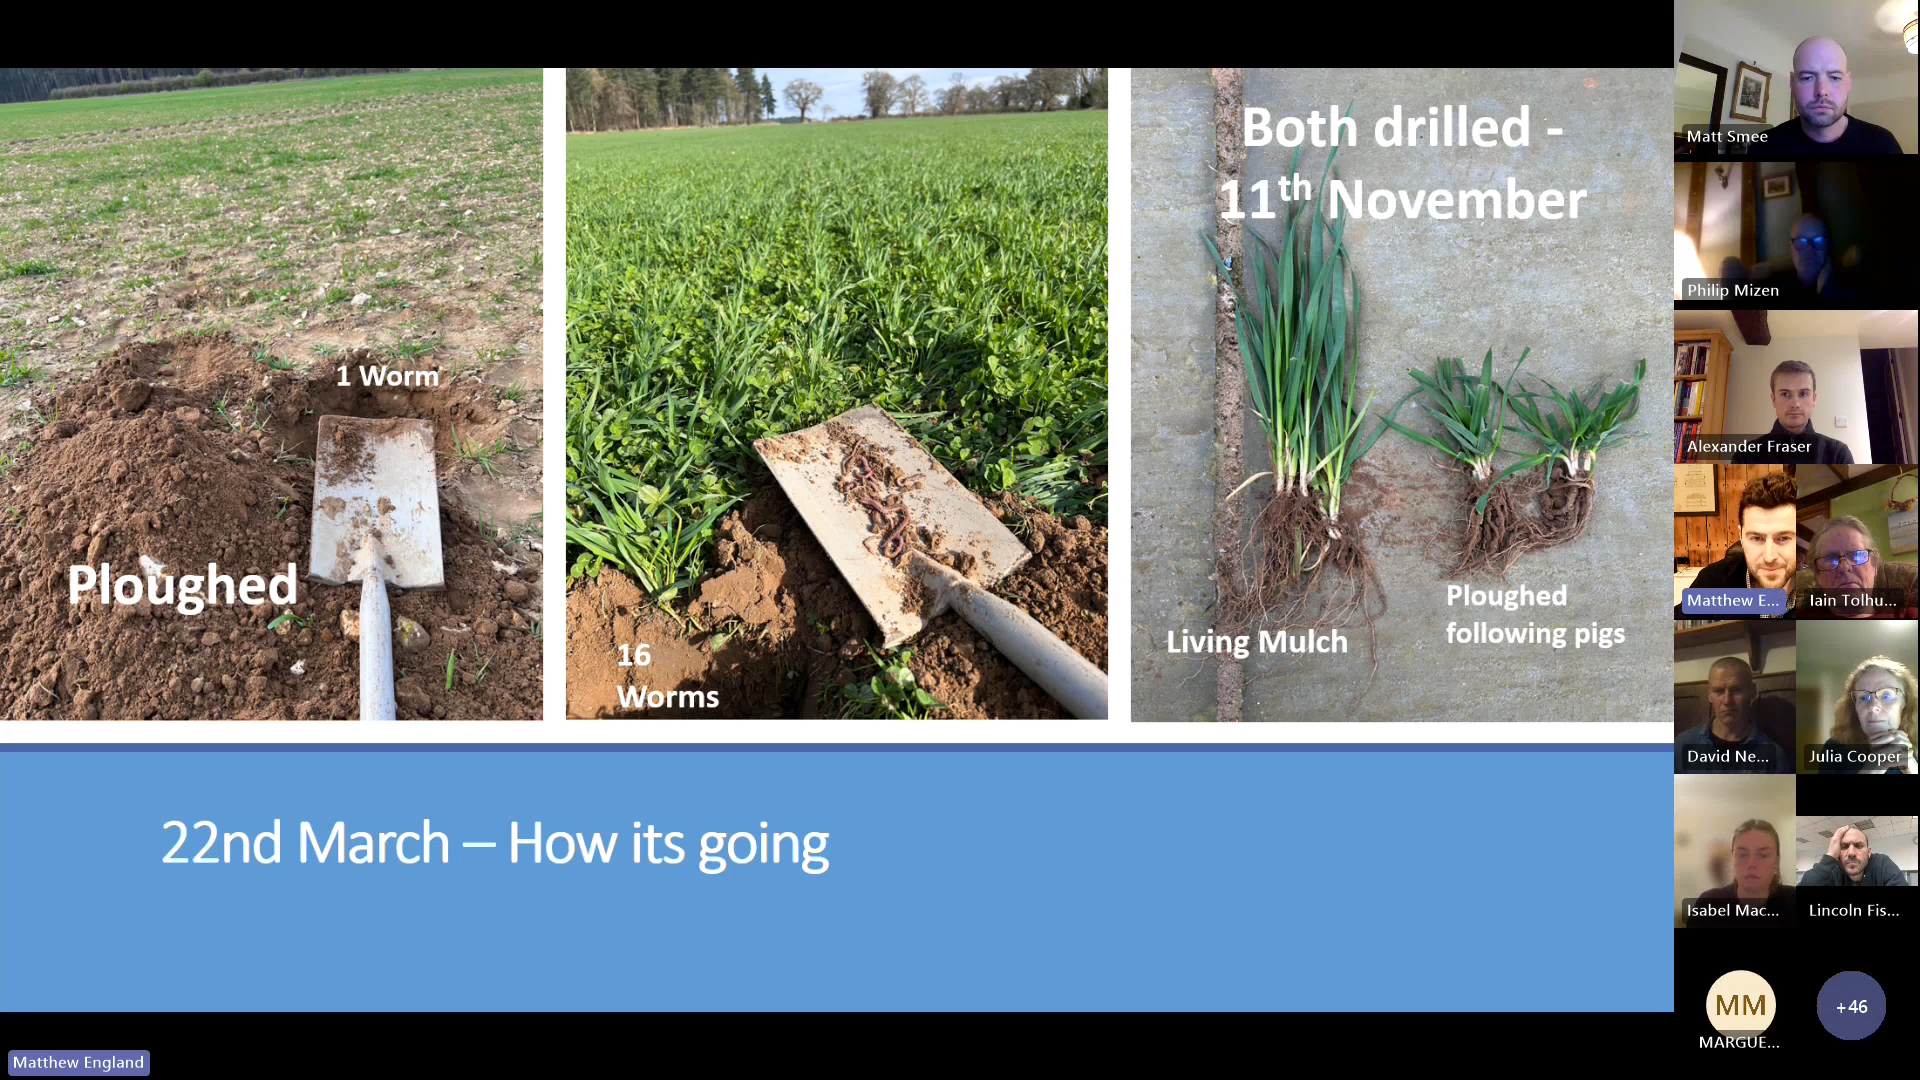 1 Worm
Ploughed
16
Worms
Both drilled -
11th November
Living Mulch
Ploughed
following pigs
22nd March – How its going
Matthew England
Matt Smee
Philip Mizen
Alexander Fraser
Matthew E...
Iain Tolhu...
David Ne...
Julia Cooper
Isabel Mac...
Lincoln Fis...
MM
MARGUE...
+46